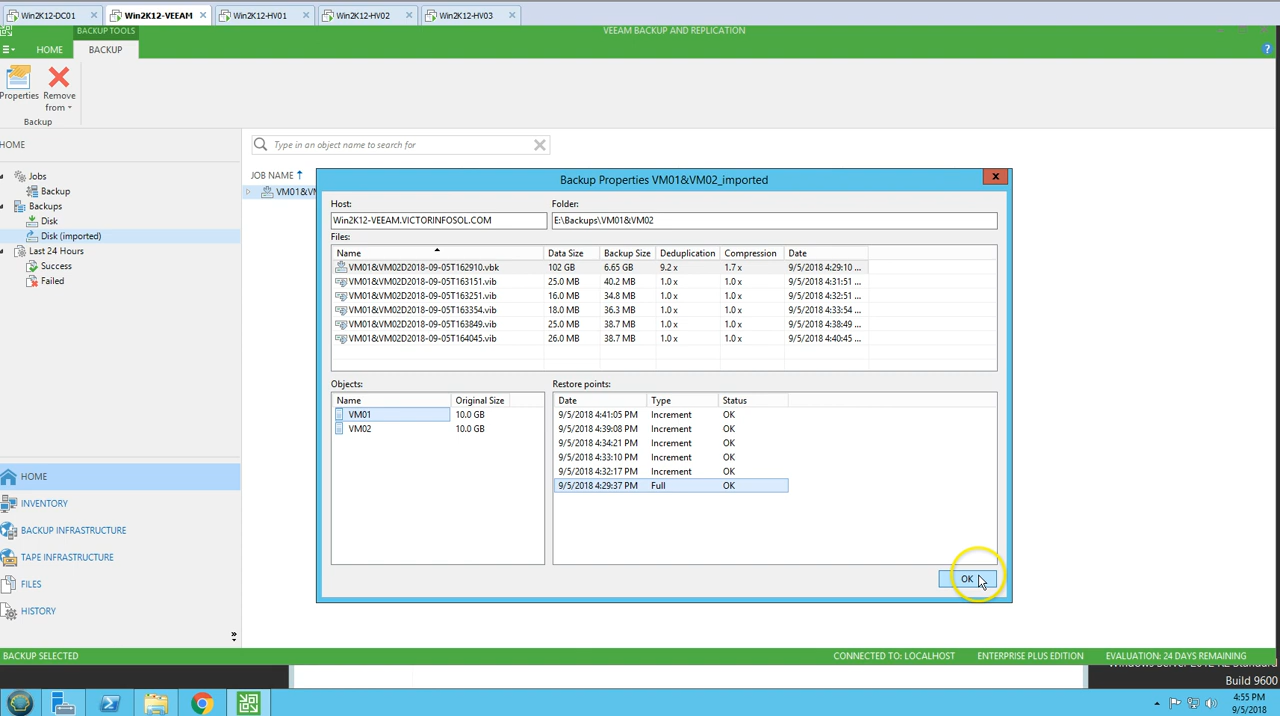 Win2K12-DC01 Win2K12-VEEAM Win2K12-HV01 Win2K12-HV02 Win2K12-HV03
BACKUP TOOLS VEEAM BACKUP AND REPLICATION
HOME BACKUP
Properties Remove
from
Backup
HOME
Type in an object name to search for
Jobs
Backup
Backups
Disk
Disk (imported)
Last 24 Hours
Success
Failed
JOB NAME
VM01&VM
Backup Properties VM01&VM02_imported
Host: Folder:
Win2K12-VEEAM.VICTORINFOSOL.COM E:\Backups\VM01&VM02
Files:
Name Data Size Backup Size Deduplication Compression Date
VM01&VM02D2018-09-05T162910.vbk 102 GB 6.65 GB 9.2 x 1.7 x 9/5/2018 4:29:10 ...
VM01&VM02D2018-09-05T163151.vib 25.0 MB 40.2 MB 1.0 x 1.0 x 9/5/2018 4:31:51 ...
VM01&VM02D2018-09-05T163251.vib 16.0 MB 34.8 MB 1.0 x 1.0 x 9/5/2018 4:32:51 ...
VM01&VM02D2018-09-05T163354.vib 18.0 MB 36.3 MB 1.0 x 1.0 x 9/5/2018 4:33:54 ...
VM01&VM02D2018-09-05T163849.vib 25.0 MB 38.7 MB 1.0 x 1.0 x 9/5/2018 4:38:49 ...
VM01&VM02D2018-09-05T164045.vib 26.0 MB 38.7 MB 1.0 x 1.0 x 9/5/2018 4:40:45 ...
Objects: Restore points:
Name Original Size Date Type Status
VM01 10.0 GB 9/5/2018 4:41:05 PM Increment OK
VM02 10.0 GB 9/5/2018 4:39:08 PM Increment OK
9/5/2018 4:34:21 PM Increment OK
9/5/2018 4:33:10 PM Increment OK
9/5/2018 4:32:17 PM Increment OK
9/5/2018 4:29:37 PM Full OK
OK
HOME
INVENTORY
BACKUP INFRASTRUCTURE
TAPE INFRASTRUCTURE
FILES
HISTORY
BACKUP SELECTED CONNECTED TO: LOCALHOST ENTERPRISE PLUS EDITION EVALUATION: 24 DAYS REMAINING
Windows Server 2012 R2 Standard
Build 9600
4:55 PM
9/5/2018